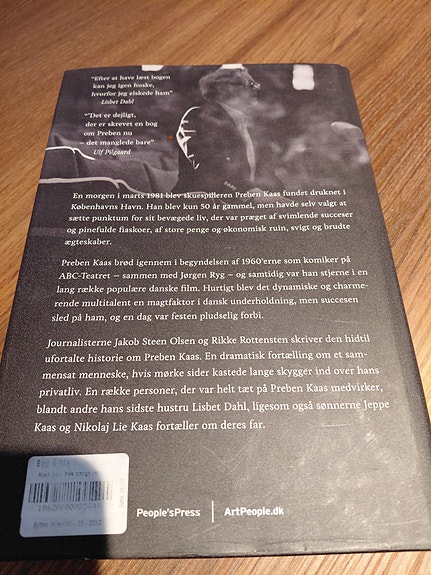 "Efter at have læst bogen
kan jeg igen huske,
hvorfor jeg elskede ham"
Lisbet Dahl
"Det er dejligt,
der er skrevet en bog
om Preben nu
– det manglede bare"
Ulf Pilgaard
En morgen i marts 1981 blev skuespilleren Preben Kaas fundet druknet i
Københavns Havn. Han blev kun 50 år gammel, men havde selv valgt at
sætte punktum for sit bevægede liv, der var præget af svimlende succeser
og pinefulde fiaskoer, af store penge og økonomisk ruin, svigt og brudte
ægteskaber.
Preben Kaas brød igennem i begyndelsen af 1960'erne som komiker på
ABC-Teatret – sammen med Jørgen Ryg – og samtidig var han stjerne i en
lang række populære danske film. Hurtigt blev det dynamiske og charme-
rende multitalent en magtfaktor i dansk underholdning, men succesen
sled på ham, og en dag var festen pludselig forbi.
Journalisterne Jakob Steen Olsen og Rikke Rottensten skriver den hidtil
ufortalte historie om Preben Kaas. En dramatisk fortælling om et sam-
mensat menneske, hvis mørke sider kastede lange skygger ind over hans
privatliv. En række personer, der var helt tæt på Preben Kaas medvirker,
blandt andre hans sidste hustru Lisbet Dahl, ligesom også sønnerne Jeppe
Kaas og Nikolaj Lie Kaas fortæller om deres far.
People'sPress | ArtPeople.dk